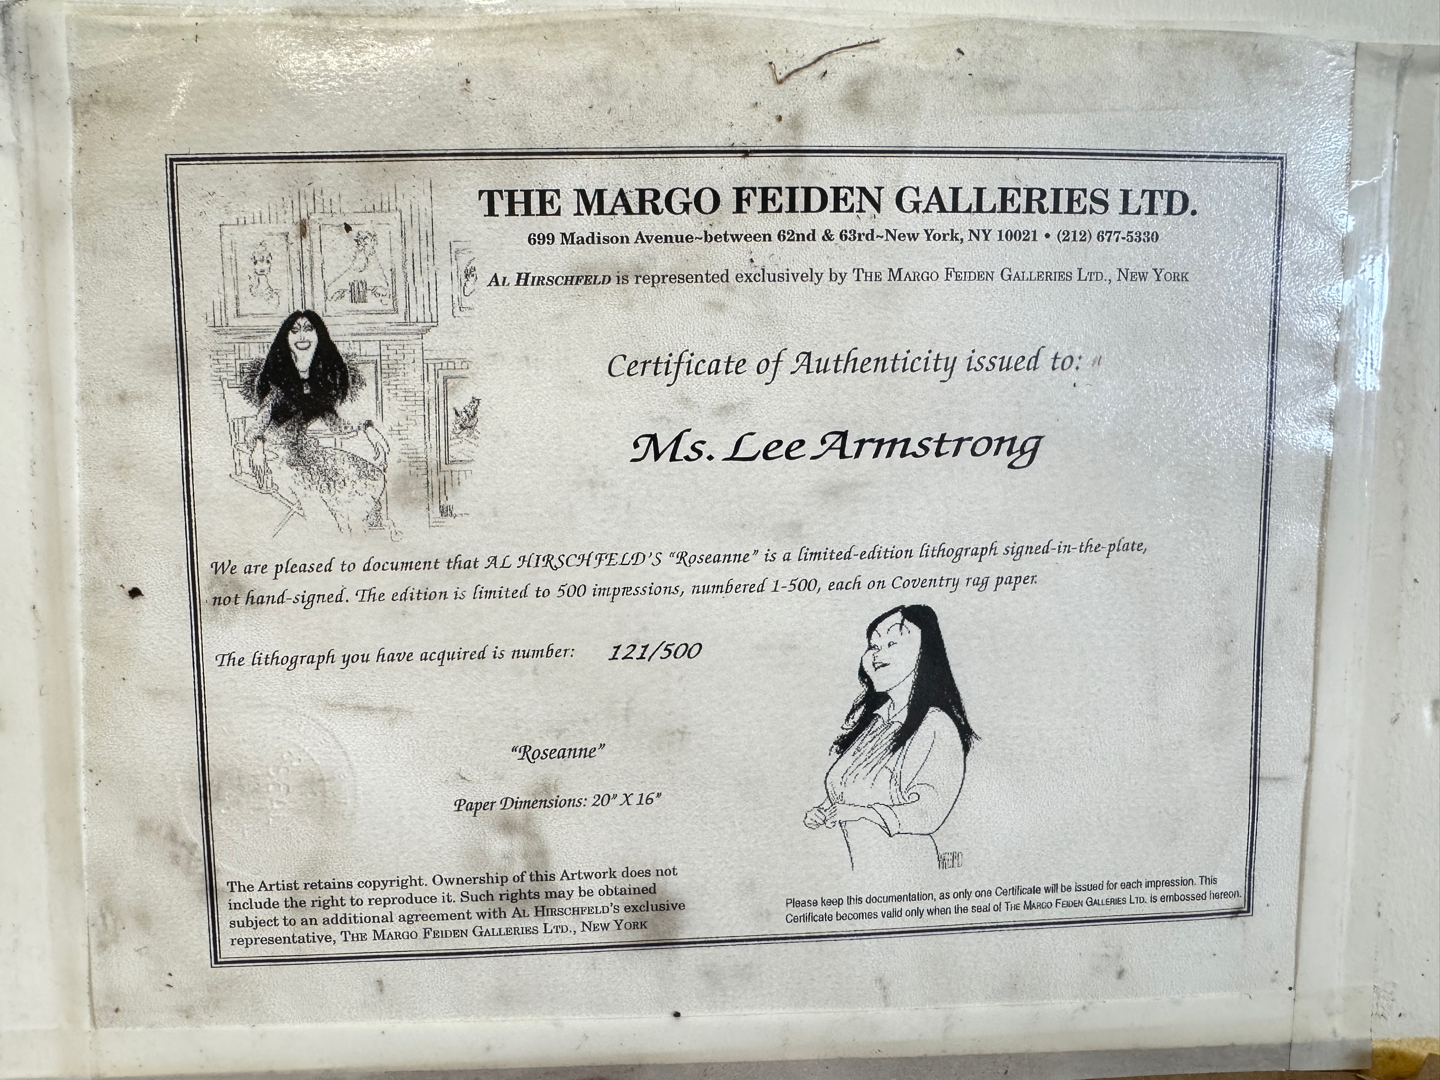 THE MARGO FEIDEN GALLERIES LTD.
699 Madison Avenue~between 62nd & 63rd~New York, NY 10021 • (212) 677-5330
AL HIRSCHFELD is represented exclusively by THE MARGO FEIDEN GALLERIES LTD., NEW YORK
Certificate of Authenticity issued to:
Ms. Lee Armstrong
We are pleased to document that AL HIRSCHFELD'S "Roseanne" is a limited-edition lithograph signed-in-the-plate,
not hand-signed. The edition is limited to 500 impressions, numbered 1-500, each on Coventry rag paper.
The lithograph you have acquired is number: 121/500
"Roseanne"
Paper Dimensions: 20" X 16"
The Artist retains copyright. Ownership of this Artwork does not
include the right to reproduce it. Such rights may be obtained
subject to an additional agreement with AL HIRSCHFELD's exclusive
representative, THE MARGO FEIDEN GALLERIES LTD., NEW YORK
Please keep this documentation, as only one Certificate will be issued for each impression. This
Certificate becomes valid only when the seal of THE MARGO FEIDEN GALLERIES LTD. is embossed hereon.